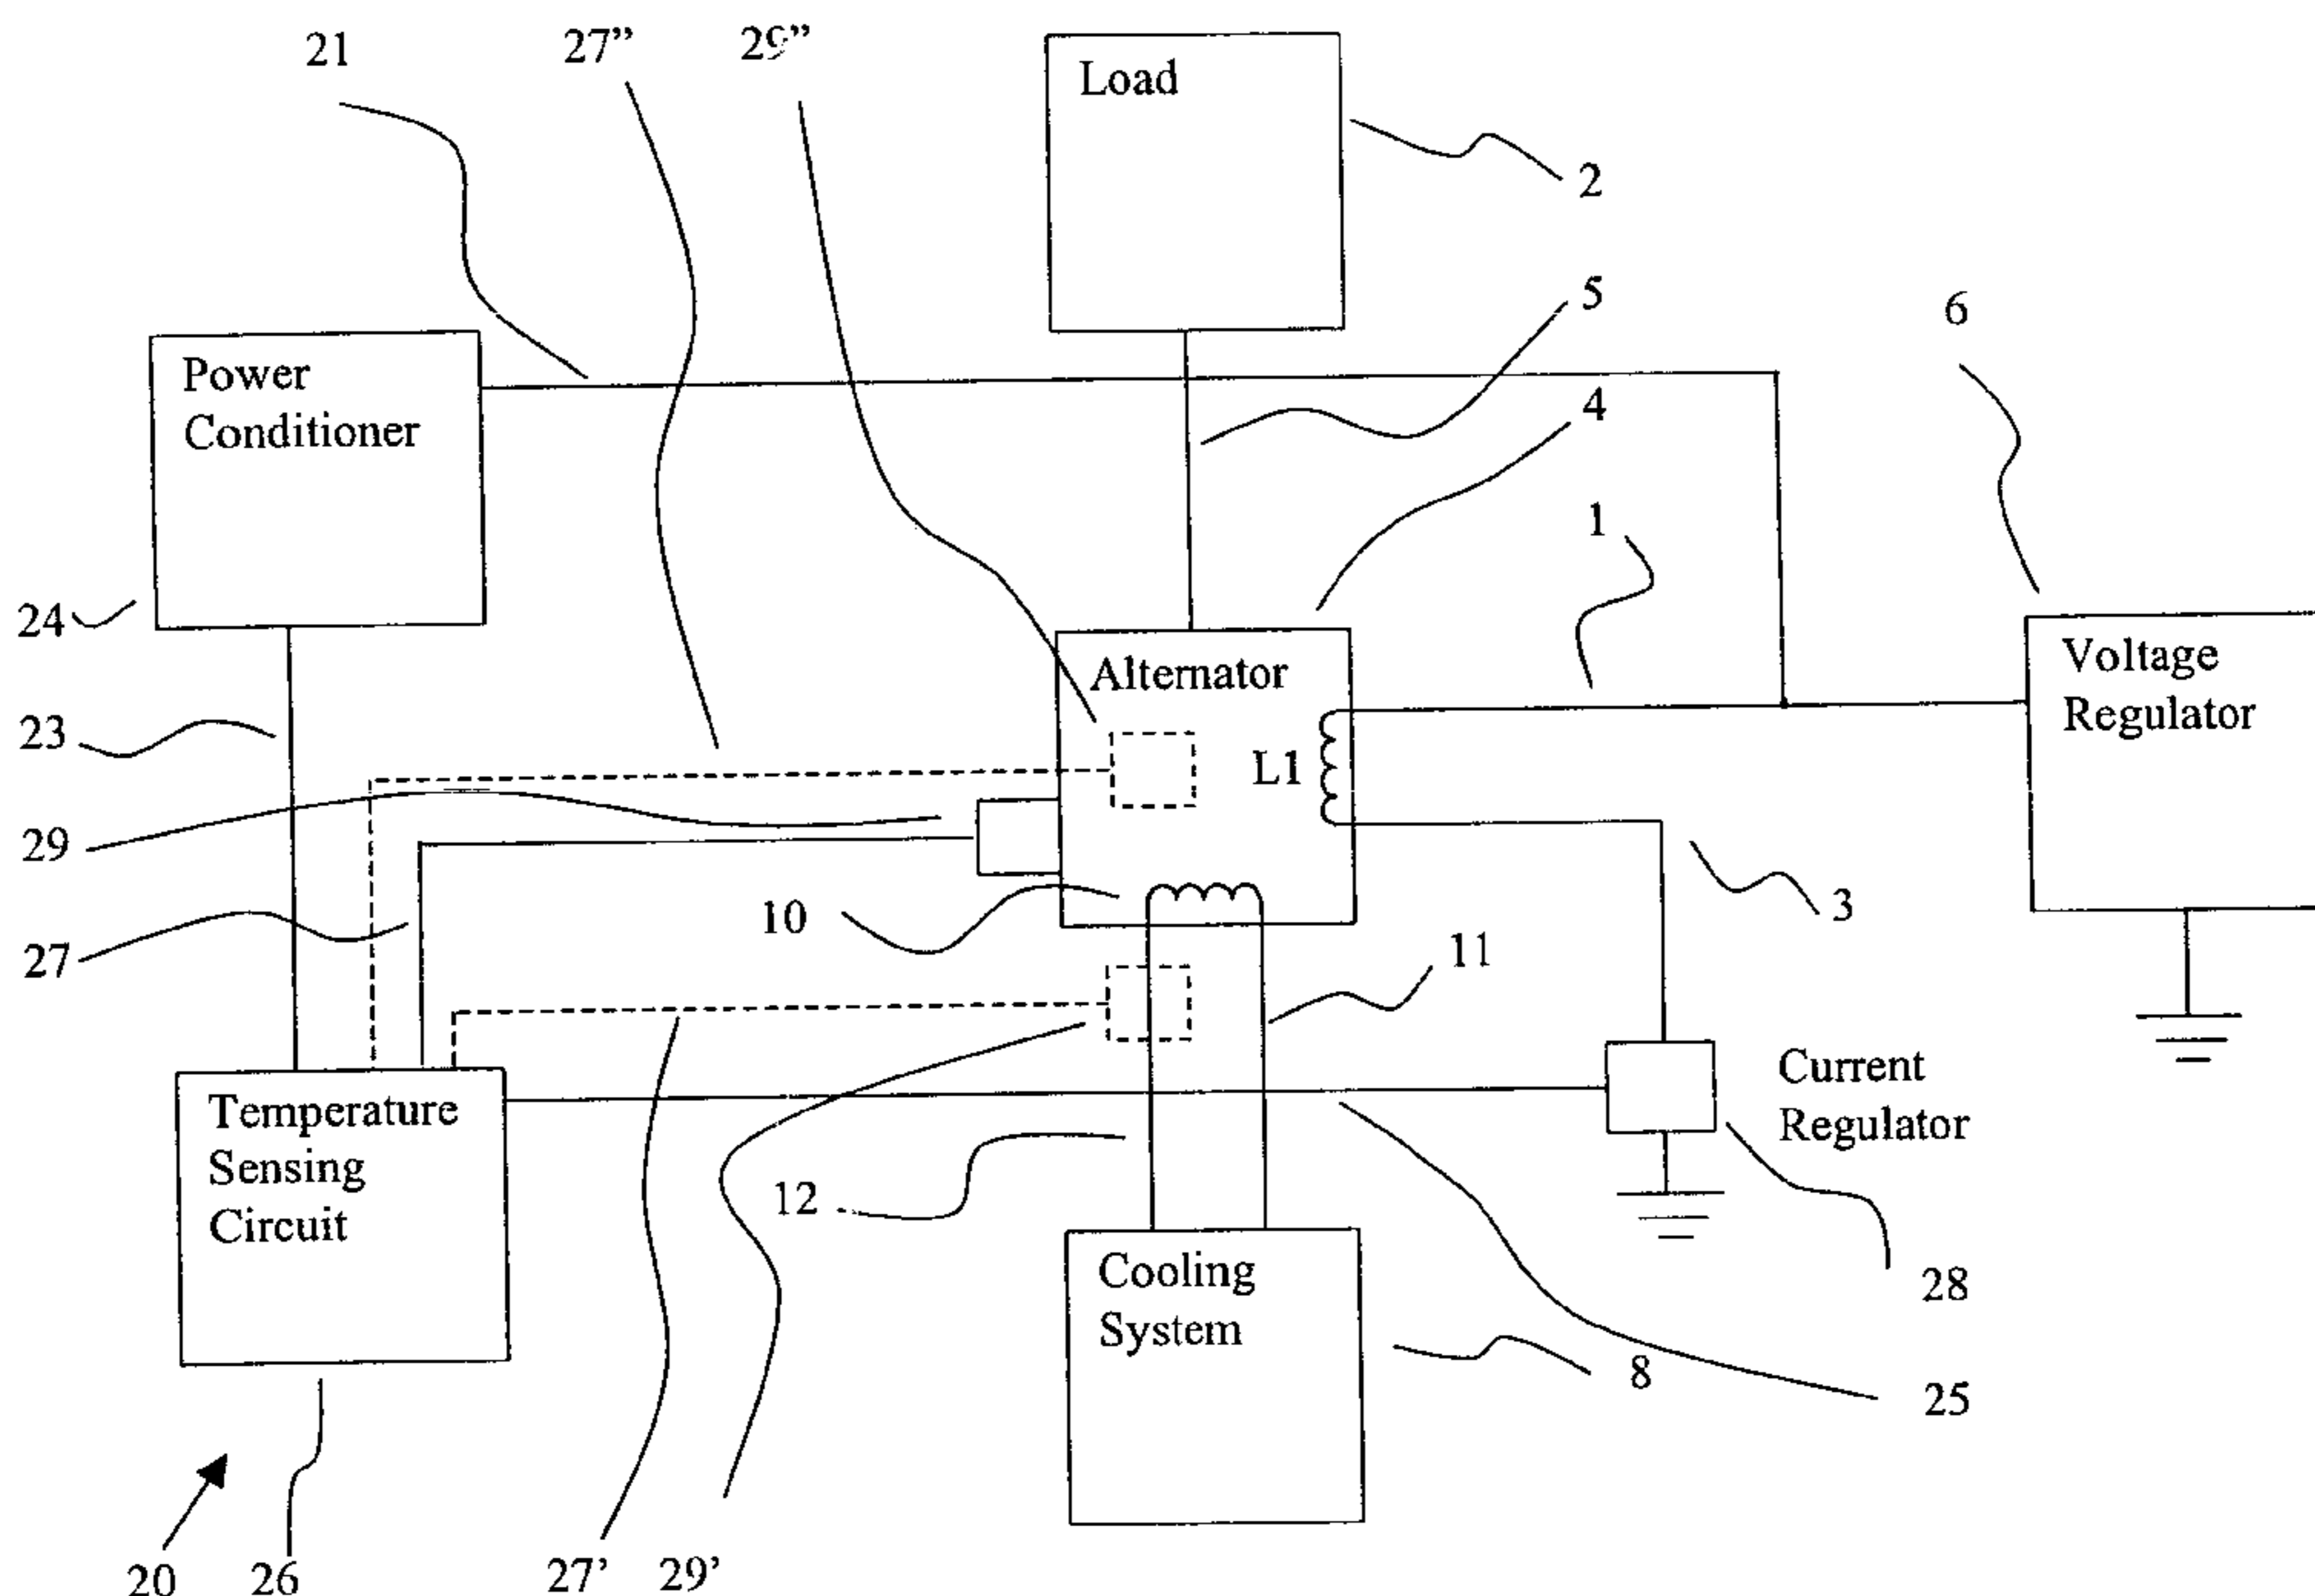 21
27”
29”
Load
2
5
6
Power
Conditioner
4
1
24
Alternator
Voltage
Regulator
23
L1
29
10
3
27
11
Current
Regulator
Temperature
Sensing
Circuit
12
Cooling
System
28
8
25
20
26
27’
29’